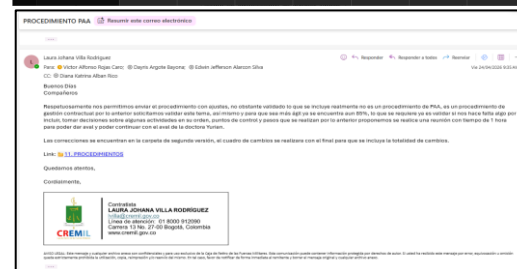 PROCEDIMIENTO PAA Resumir este correo electrónico
Laura Johana Villa Rodriguez
Responder Responder a todos Reenviar
Para: Victor Alfonso Rojas Caro; Dayris Argote Bayona; Edwin Jefferson Alarcon Silva
CC: Diana Katrina Alban Rico
Buenos Días
Compañeros
Respetuosamente nos permitimos enviar el procedimiento con ajustes, no obstante validado lo que se incluye realmente no es un procedimiento de PAA, es un procedimiento de
gestión contractual por lo anterior solicitamos validar este tema, así mismo y para que sea más ágil ya se encuentra aun 85%, lo que se requiere ya es validar si nos hace falta algo por
incluir, tomar decisiones sobre algunas actividades en su orden, puntos de control y pasos que se realizan por lo anterior proponemos se realice una reunión con tiempo de 1 hora
para poder dar aval y poder continuar con el aval de la doctora Yurien.
Las correcciones se encuentran en la carpeta de segunda versión, el cuadro de cambios se realizara con el final para que se incluya la totalidad de cambios.
Link: 11. PROCEDIMIENTOS
Quedamos atentos,
Cordialmente,
Contratista
LAURA JOHANA VILLA RODRÍGUEZ
Línea de atención: 01 8000 912090
Carrera 13 No. 27-00 Bogotá, Colombia
www.cremil.gov.co
CREMIL